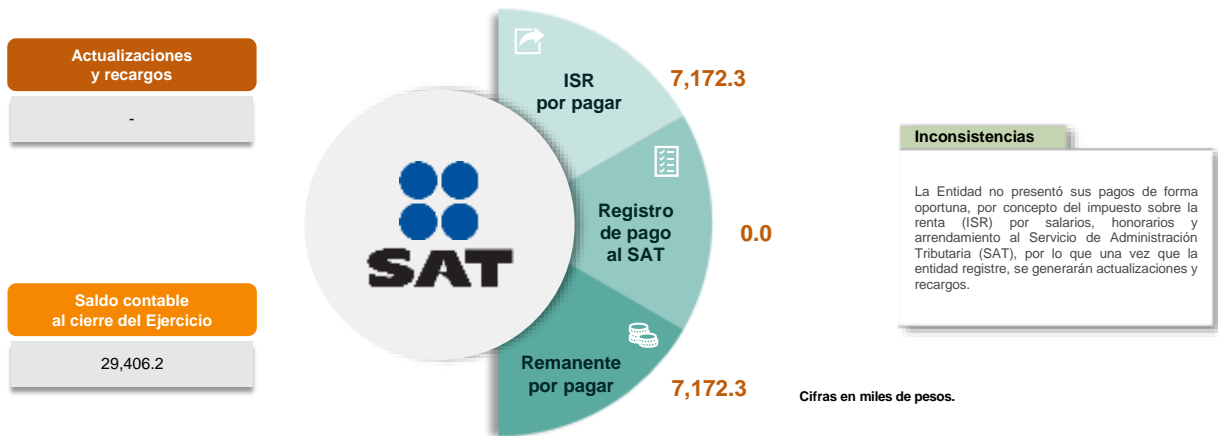 Actualizaciones
y recargos
-
Saldo contable
al cierre del Ejercicio
29,406.2
SAT
ISR
por pagar
7,172.3
Registro
de pago
al SAT
0.0
Remanente
por pagar
7,172.3
Inconsistencias
La Entidad no presentó sus pagos de forma
oportuna, por concepto del impuesto sobre la
renta (ISR) por salarios, honorarios y
arrendamiento al Servicio de Administración
Tributaria (SAT), por lo que una vez que la
entidad registre, se generarán actualizaciones y
recargos.
Cifras en miles de pesos.